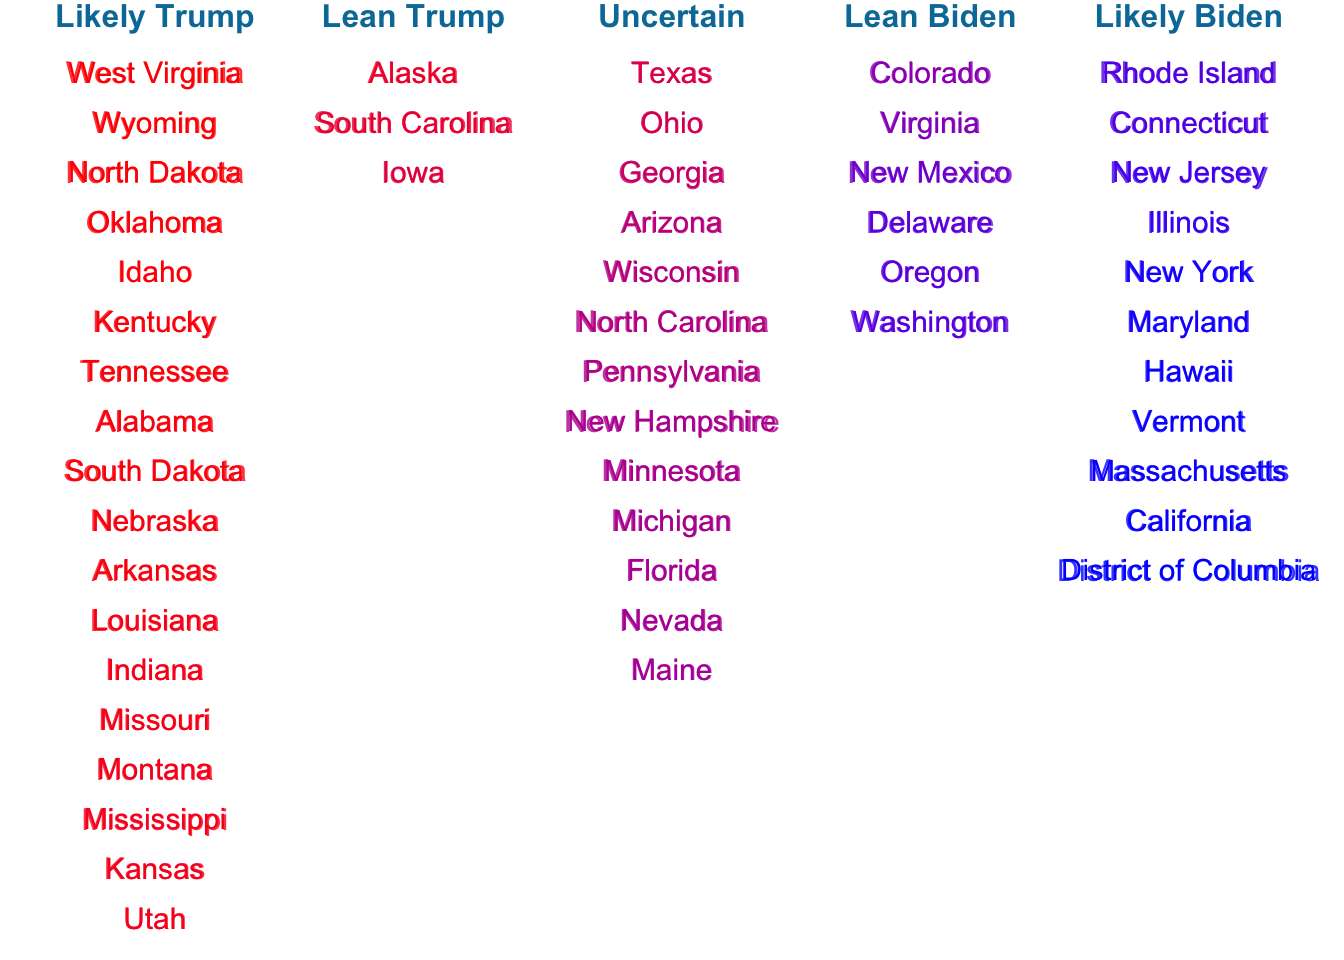 Likely Trump Lean Trump Uncertain Lean Biden Likely Biden
West Virginia Alaska Texas Colorado Rhode Island
Wyoming South Carolina Ohio Virginia Connecticut
North Dakota Iowa Georgia New Mexico New Jersey
Oklahoma Arizona Delaware Illinois
Idaho Wisconsin Oregon New York
Kentucky North Carolina Washington Maryland
Tennessee Pennsylvania Hawaii
Alabama New Hampshire Vermont
South Dakota Minnesota Massachusetts
Nebraska Michigan California
Arkansas Florida District of Columbia
Louisiana Nevada
Indiana Maine
Missouri
Montana
Mississippi
Kansas
Utah